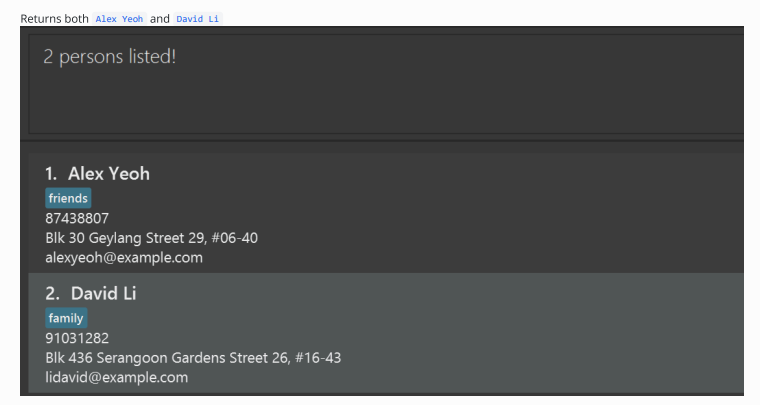 Returns both Alex Yeoh and David Li
2 persons listed!
1. Alex Yeoh
friends
87438807
Blk 30 Geylang Street 29, #06-40
alexyeoh@example.com
2. David Li
family
91031282
Blk 436 Serangoon Gardens Street 26, #16-43
lidavid@example.com